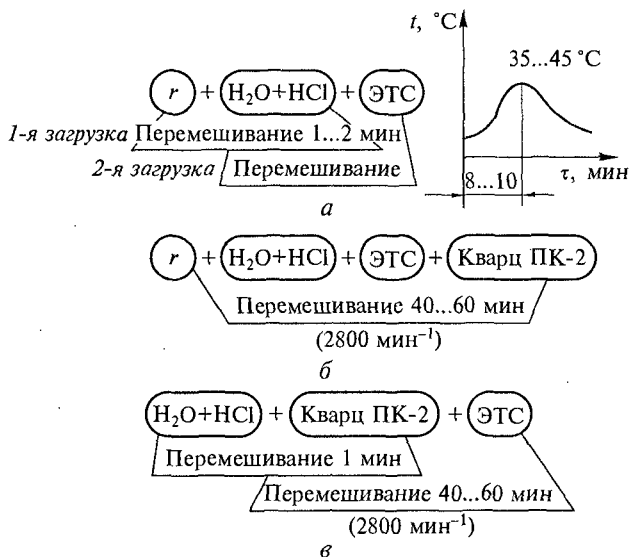 t, °C
35...45 °C
r + H₂O+HCl + ЭТС
1-я загрузка Перемешивание 1...2 мин
2-я загрузка Перемешивание
8...10
τ, мин
а
r + H₂O+HCl + ЭТС + Кварц ПК-2
Перемешивание 40...60 мин
(2800 мин⁻¹)
б
H₂O+HCl + Кварц ПК-2 + ЭТС
Перемешивание 1 мин
Перемешивание 40...60 мин
(2800 мин⁻¹)
в